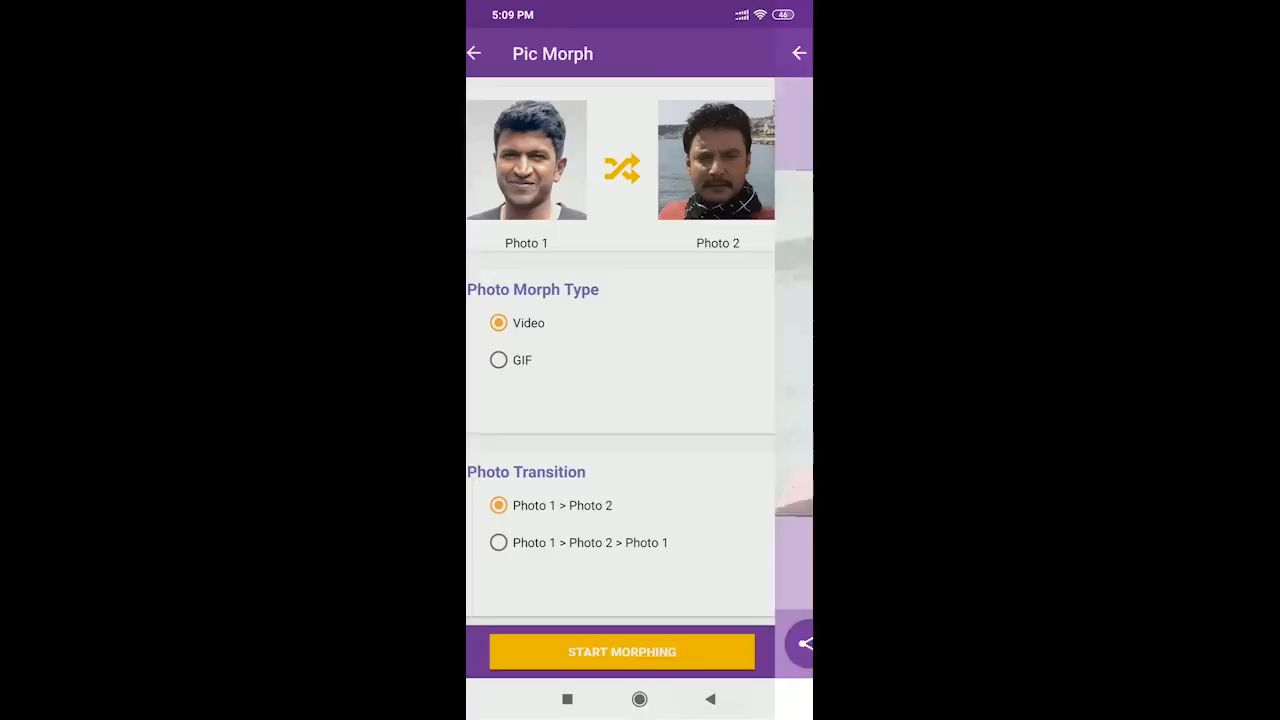 5:09 PM
46
Pic Morph
Photo 1
Photo 2
Photo Morph Type
Video
GIF
Photo Transition
Photo 1 > Photo 2
Photo 1 > Photo 2 > Photo 1
START MORPHING